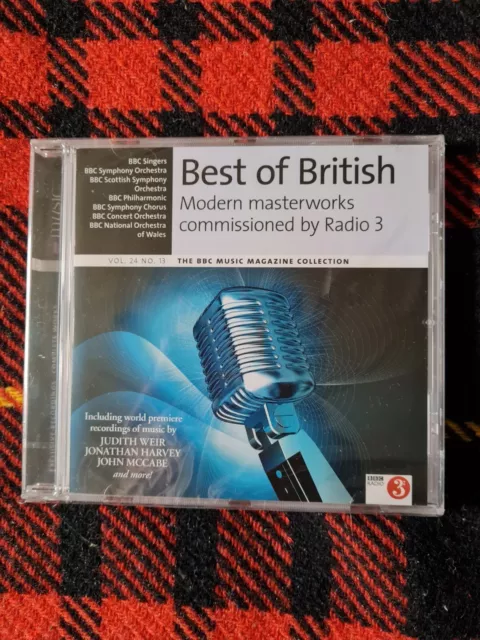 BBC Singers
BBC Symphony Orchestra
BBC Scottish Symphony
Orchestra
BBC Philharmonic
BBC Symphony Chorus
BBC Concert Orchestra
BBC National Orchestra
of Wales
Best of British
Modern masterworks
commissioned by Radio 3
VOL. 24 NO. 13 THE BBC MUSIC MAGAZINE COLLECTION
Including world premiere
recordings of music by
JUDITH WEIR
JONATHAN HARVEY
JOHN MCCABE
and more!
BBC
RADIO
3